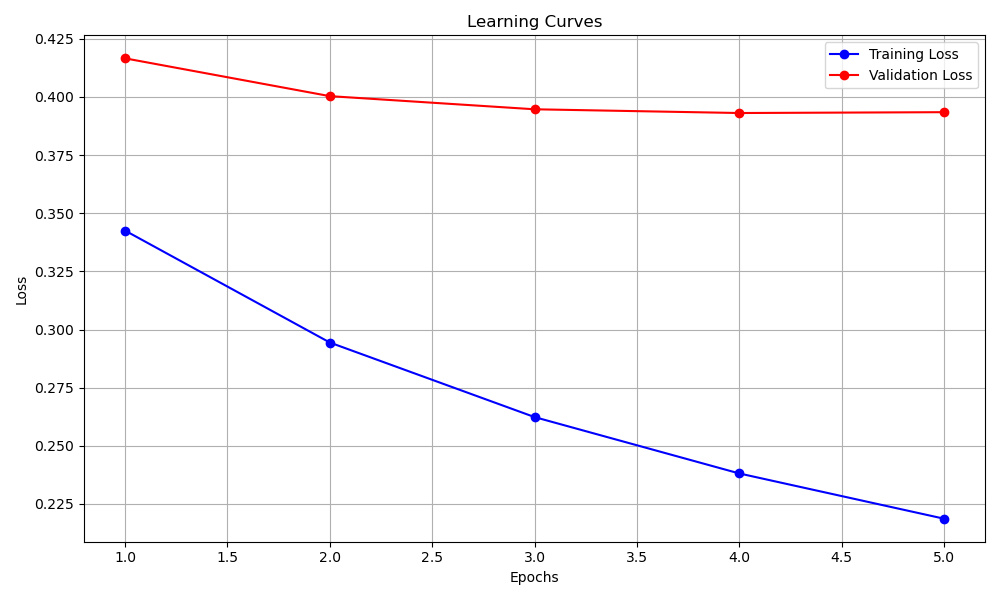 Learning Curves
Training Loss
Validation Loss
0.425
0.400
0.375
0.350
0.325
0.300
0.275
0.250
0.225
Loss
1.0 1.5 2.0 2.5 3.0 3.5 4.0 4.5 5.0
Epochs